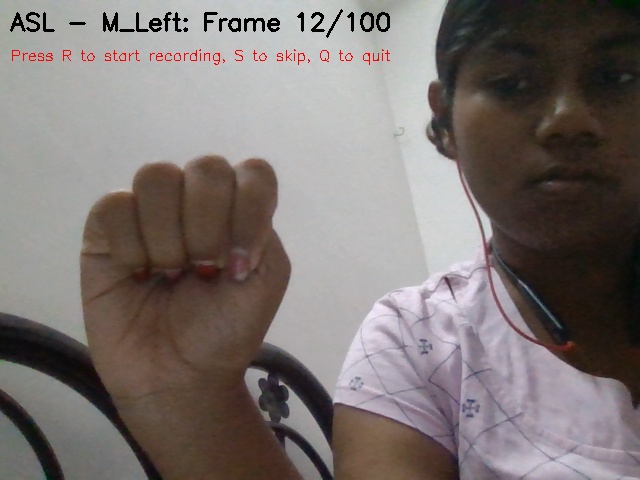 ASL - M_Left: Frame 12/100
Press R to start recording, S to skip, Q to quit